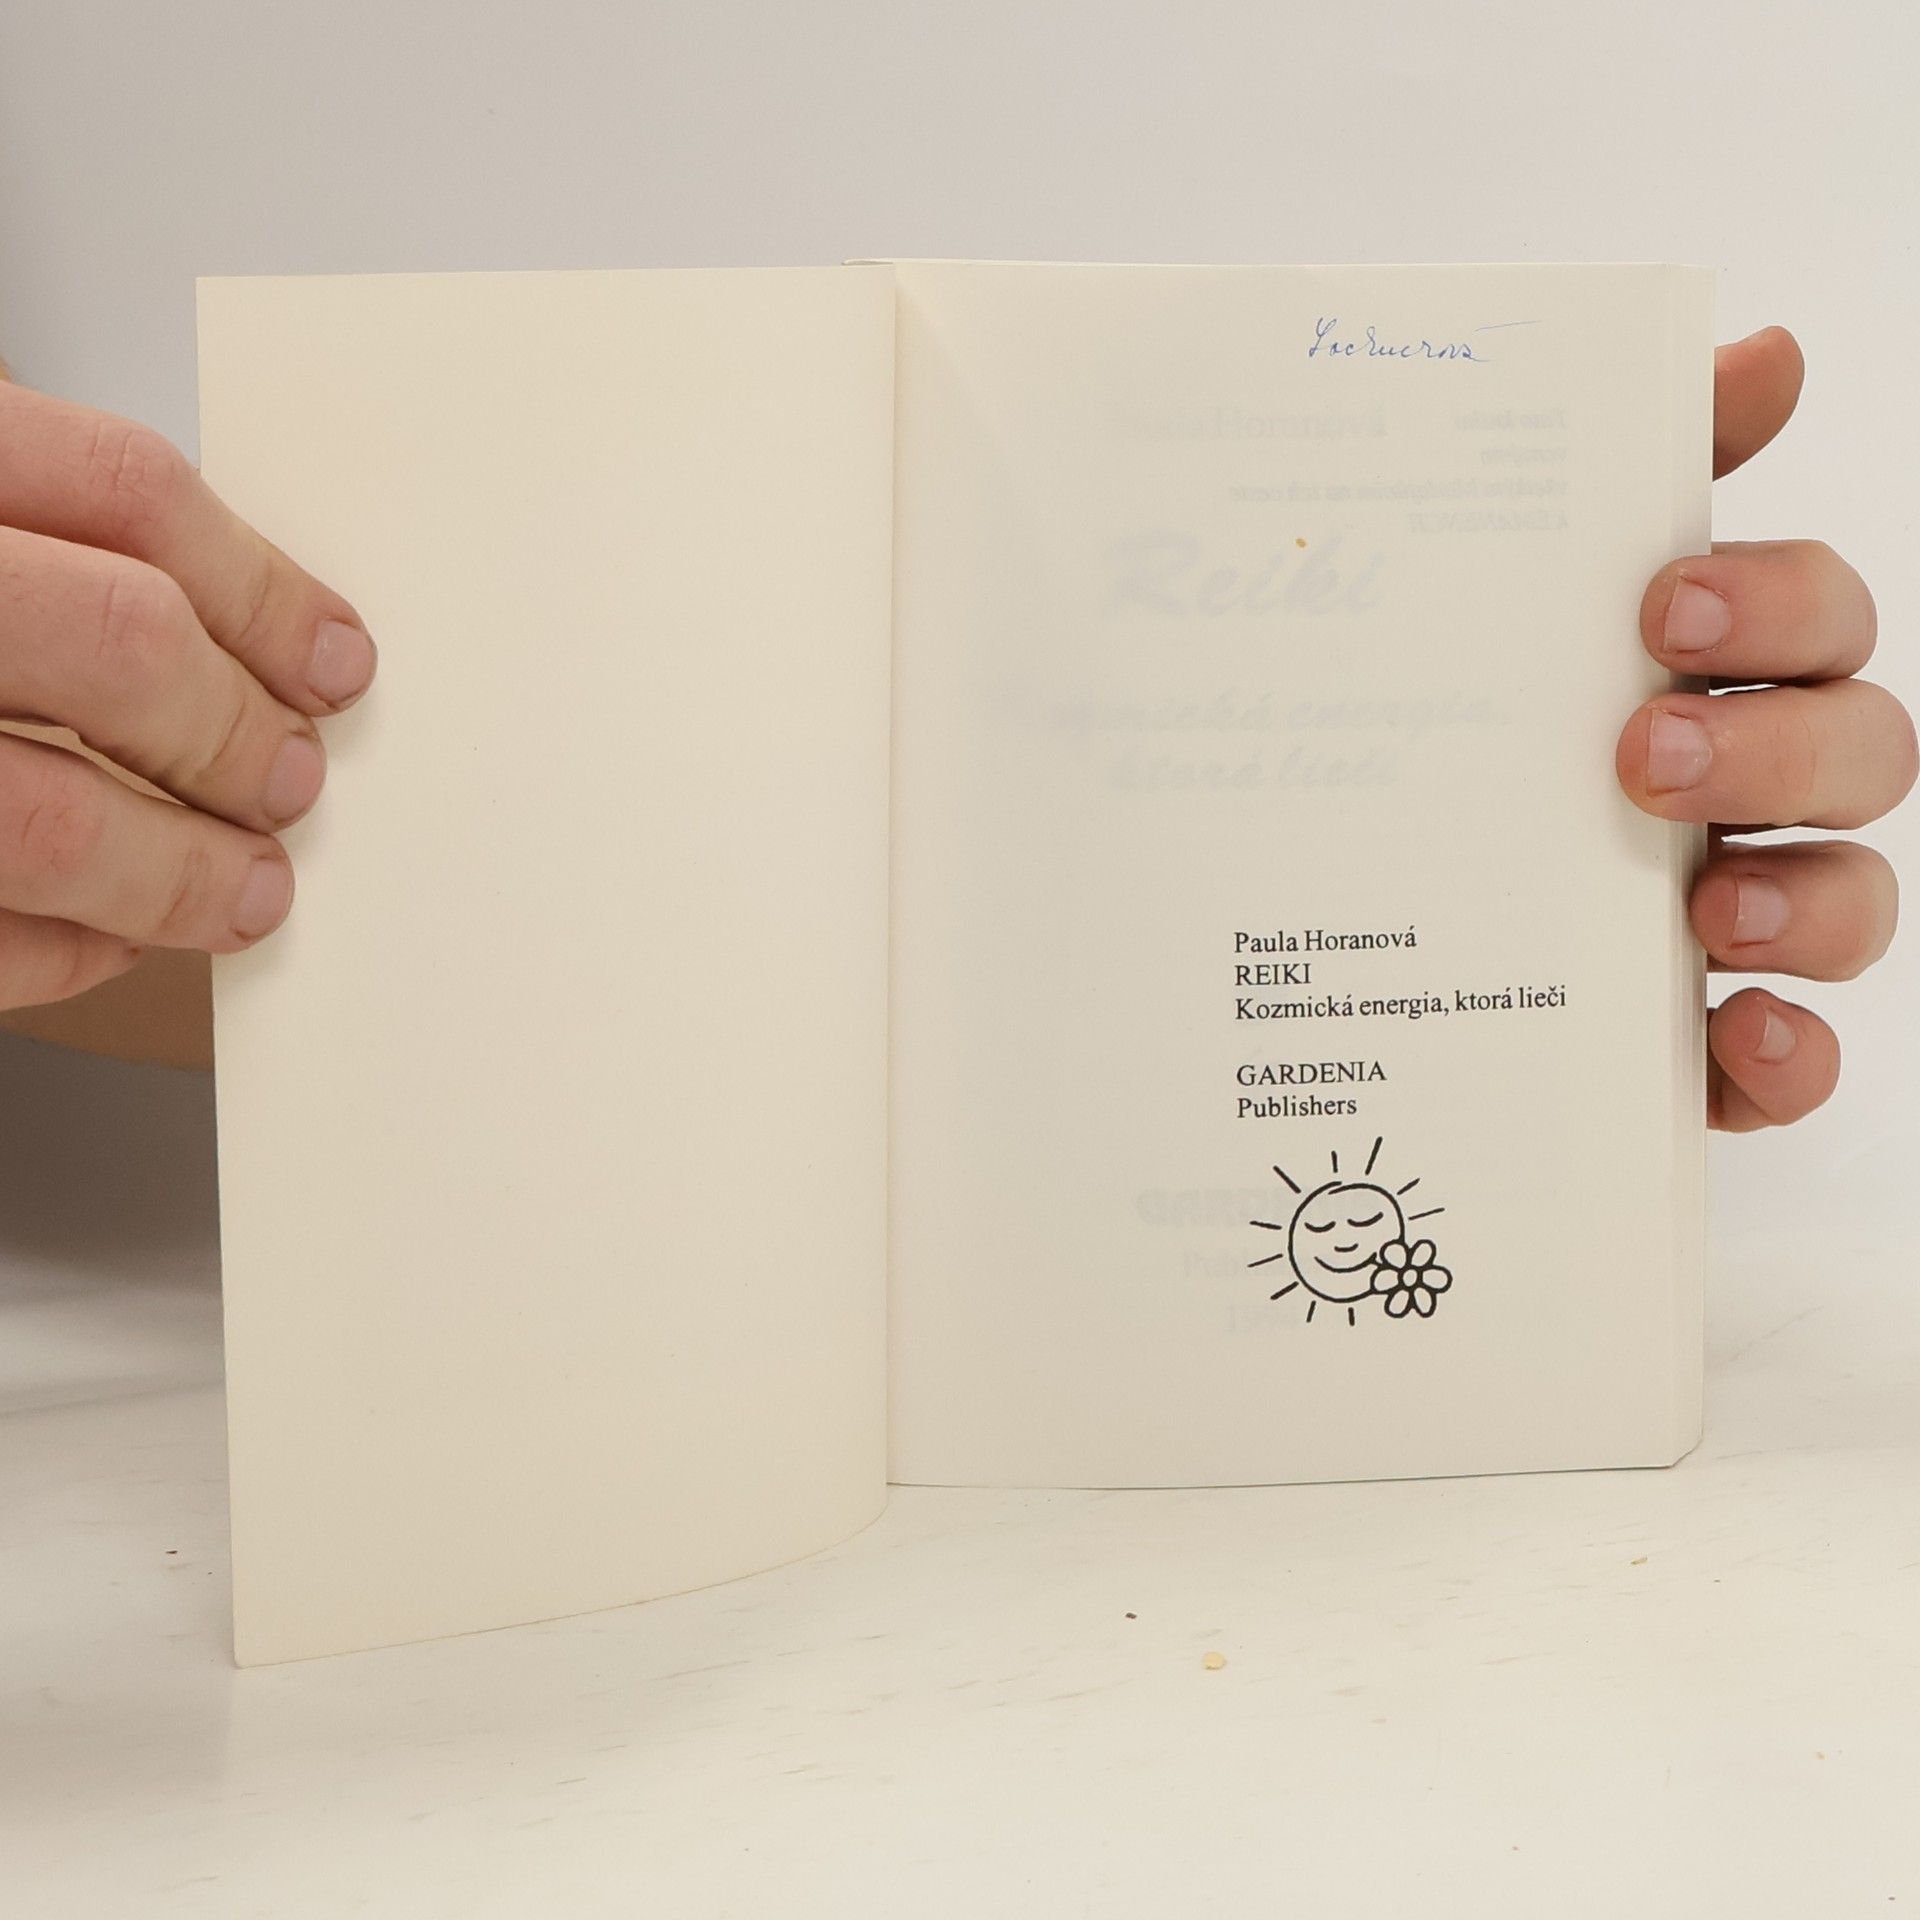 Paula Horanová
REIKI
Kozmická energia, ktorá lieči
GARDENIA
Publishers